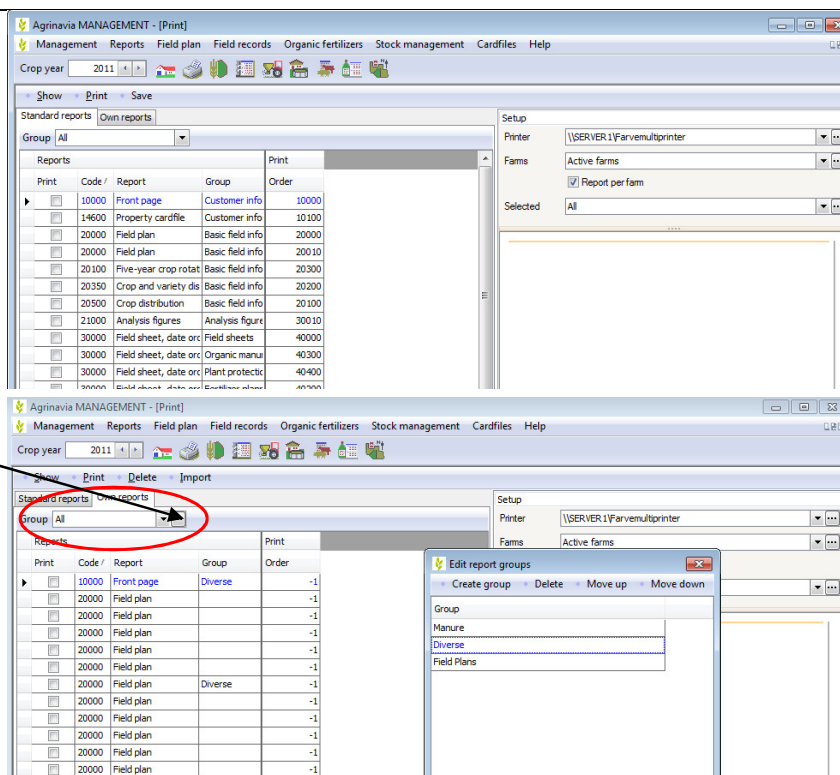 Agrinavia MANAGEMENT - [Print]
Management Reports Field plan Field records Organic fertilizers Stock management Cardfiles Help
Crop year 2011
Show Print Save
Standard reports Own reports
Group All
Setup
Printer \\SERVER1\Farvemultiprinter
Farms Active farms
Report per farm
Selected All
Reports Print
Print Code Report Group Order
10000 Front page Customer info 10000
14600 Property cardfile Customer info 10100
20000 Field plan Basic field info 20000
20000 Field plan Basic field info 20010
20100 Five-year crop rotat Basic field info 20300
20350 Crop and variety dis Basic field info 20200
20500 Crop distribution Basic field info 20100
21000 Analysis figures Analysis figure 30010
30000 Field sheet, date orc Field sheets 40000
30000 Field sheet, date orc Organic manu 40300
30000 Field sheet, date orc Plant protectic 40400
Agrinavia MANAGEMENT - [Print]
Management Reports Field plan Field records Organic fertilizers Stock management Cardfiles Help
Crop year 2011
Show Print Delete Import
Standard reports Own reports
Group All
Setup
Printer \\SERVER1\Farvemultiprinter
Farms Active farms
Reports Print
Print Code Report Group Order
10000 Front page Diverse -1
20000 Field plan -1
20000 Field plan -1
20000 Field plan -1
20000 Field plan -1
20000 Field plan -1
20000 Field plan Diverse -1
20000 Field plan -1
20000 Field plan -1
20000 Field plan -1
20000 Field plan -1
20000 Field plan -1
Edit report groups
Create group Delete Move up Move down
Group
Manure
Diverse
Field Plans